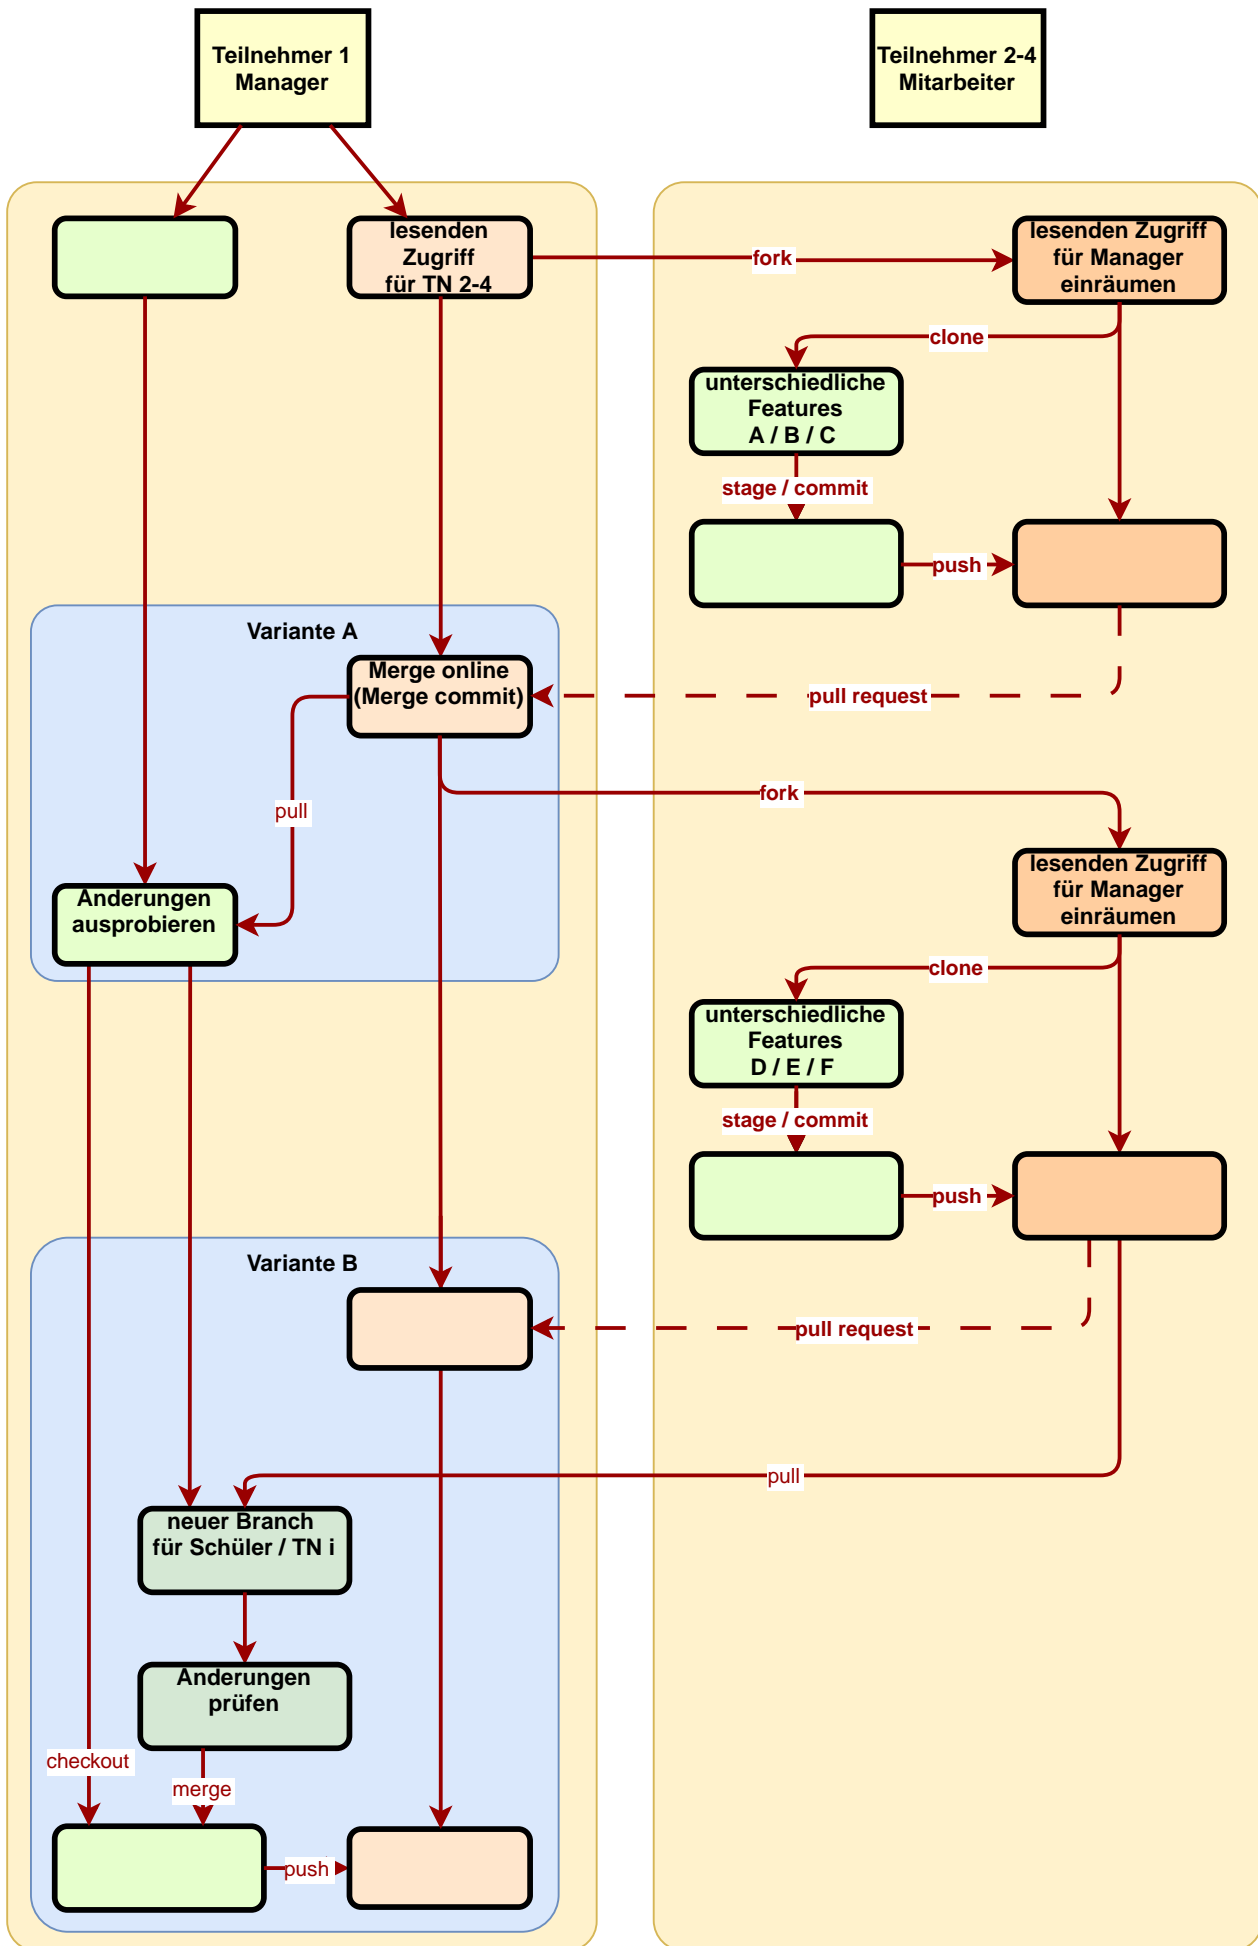 Teilnehmer 1
Manager
Teilnehmer 2-4
Mitarbeiter
lesenden
Zugriff
für TN 2-4
fork
lesenden Zugriff
für Manager
einräumen
clone
unterschiedliche
Features
A / B / C
stage / commit
push
Variante A
Merge online
(Merge commit)
pull request
pull
fork
Änderungen
ausprobieren
lesenden Zugriff
für Manager
einräumen
clone
unterschiedliche
Features
D / E / F
stage / commit
push
Variante B
pull request
pull
neuer Branch
für Schüler / TN i
Änderungen
prüfen
checkout
merge
push